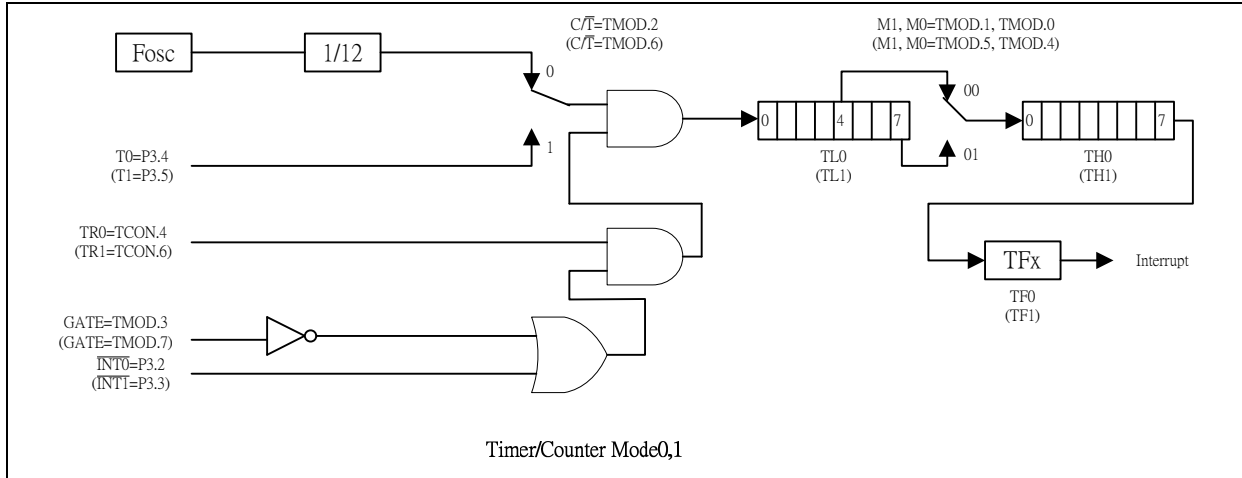 C/T̅=TMOD.2
(C/T̅=TMOD.6)
M1, M0=TMOD.1, TMOD.0
(M1, M0=TMOD.5, TMOD.4)
Fosc
1/12
0
1
00
01
0
4
7
0
7
TL0
(TL1)
TH0
(TH1)
T0=P3.4
(T1=P3.5)
TR0=TCON.4
(TR1=TCON.6)
TFx
Interrupt
TF0
(TF1)
GATE=TMOD.3
(GATE=TMOD.7)
I̅N̅T̅0̅=P3.2
(I̅N̅T̅1̅=P3.3)
Timer/Counter Mode0,1